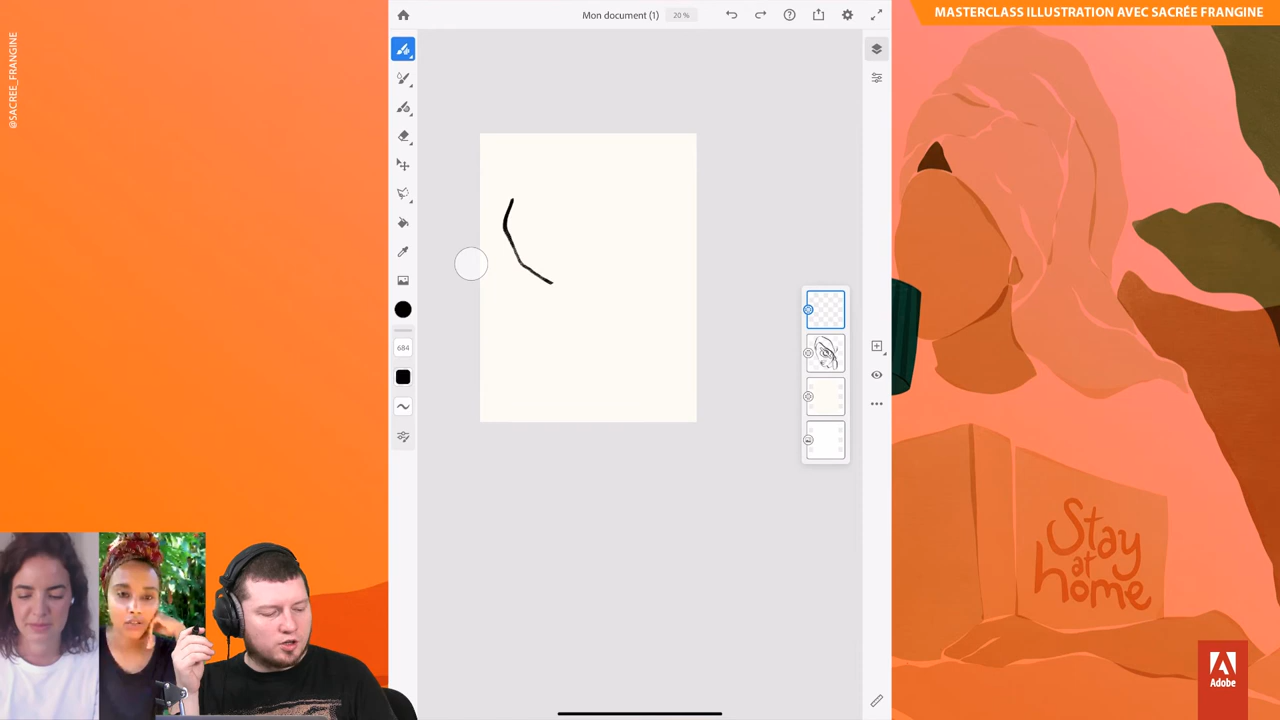 @SACREE_FRANGINE
Mon document (1)
20 %
MASTERCLASS ILLUSTRATION AVEC SACRÉE FRANGINE
684
Stay
at
home
Adobe